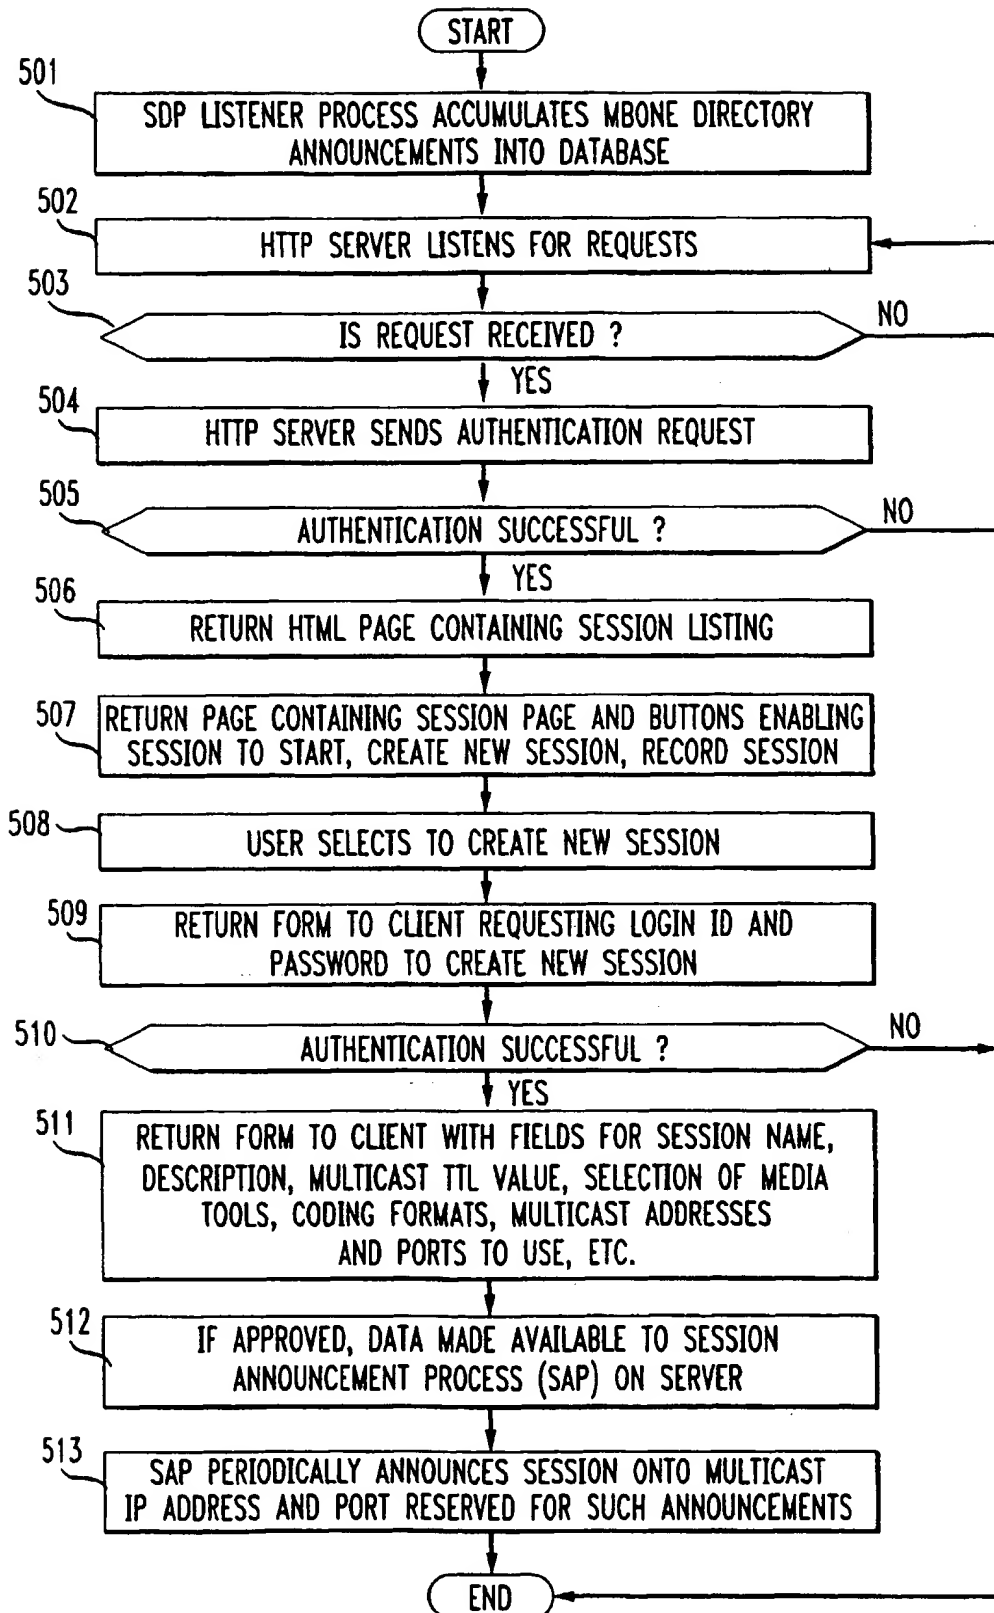 START
501
SDP LISTENER PROCESS ACCUMULATES MBONE DIRECTORY
ANNOUNCEMENTS INTO DATABASE
502
HTTP SERVER LISTENS FOR REQUESTS
503
IS REQUEST RECEIVED ?
NO
YES
504
HTTP SERVER SENDS AUTHENTICATION REQUEST
505
AUTHENTICATION SUCCESSFUL ?
NO
YES
506
RETURN HTML PAGE CONTAINING SESSION LISTING
507
RETURN PAGE CONTAINING SESSION PAGE AND BUTTONS ENABLING
SESSION TO START, CREATE NEW SESSION, RECORD SESSION
508
USER SELECTS TO CREATE NEW SESSION
509
RETURN FORM TO CLIENT REQUESTING LOGIN ID AND
PASSWORD TO CREATE NEW SESSION
510
AUTHENTICATION SUCCESSFUL ?
NO
YES
511
RETURN FORM TO CLIENT WITH FIELDS FOR SESSION NAME,
DESCRIPTION, MULTICAST TTL VALUE, SELECTION OF MEDIA
TOOLS, CODING FORMATS, MULTICAST ADDRESSES
AND PORTS TO USE, ETC.
512
IF APPROVED, DATA MADE AVAILABLE TO SESSION
ANNOUNCEMENT PROCESS (SAP) ON SERVER
513
SAP PERIODICALLY ANNOUNCES SESSION ONTO MULTICAST
IP ADDRESS AND PORT RESERVED FOR SUCH ANNOUNCEMENTS
END